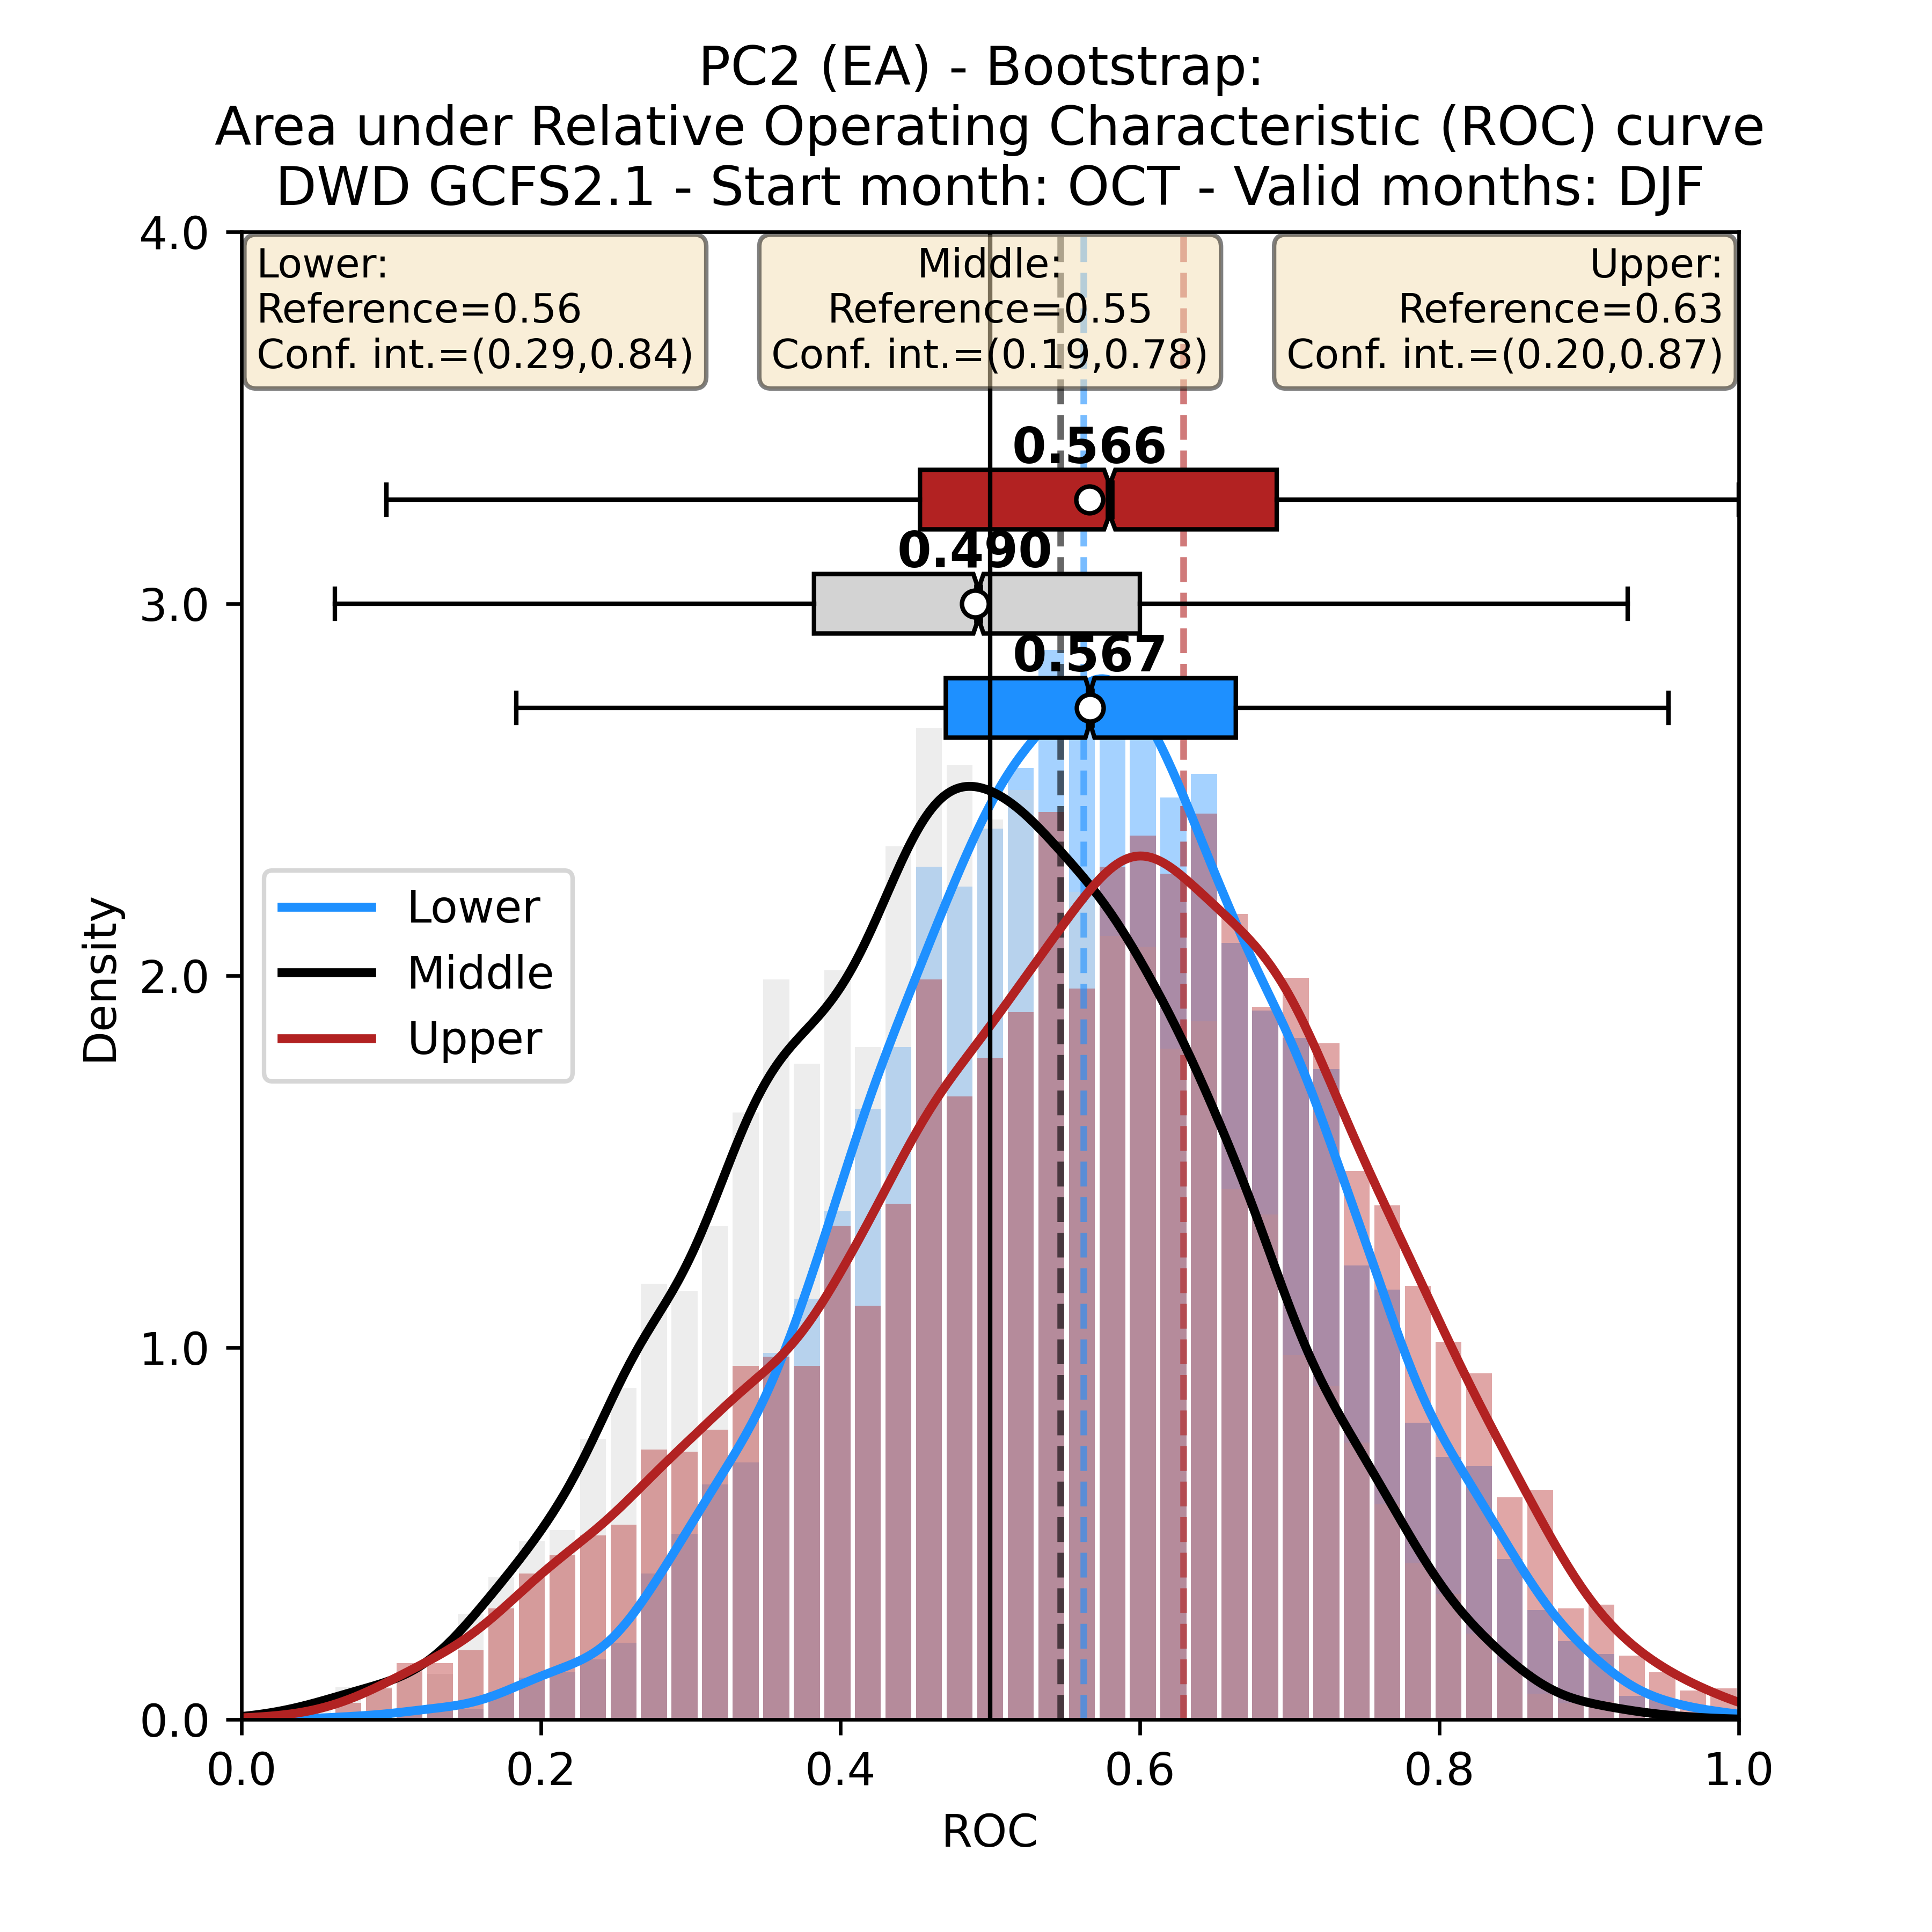 PC2 (EA) - Bootstrap:
Area under Relative Operating Characteristic (ROC) curve
DWD GCFS2.1 - Start month: OCT - Valid months: DJF
4.0
Lower:
Reference=0.56
Conf. int.=(0.29,0.84)
Middle:
Reference=0.55
Conf. int.=(0.19,0.78)
Upper:
Reference=0.63
Conf. int.=(0.20,0.87)
0.566
0.490
3.0
0.567
Lower
Middle
Upper
Density
2.0
1.0
0.0
0.0 0.2 0.4 0.6 0.8 1.0
ROC